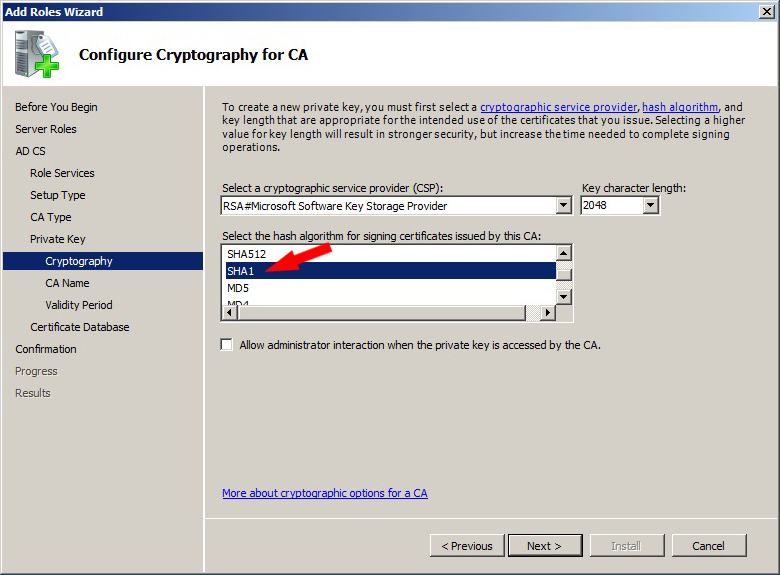 Add Roles Wizard
Configure Cryptography for CA
Before You Begin
Server Roles
AD CS
Role Services
Setup Type
CA Type
Private Key
Cryptography
CA Name
Validity Period
Certificate Database
Confirmation
Progress
Results
To create a new private key, you must first select a cryptographic service provider, hash algorithm, and
key length that are appropriate for the intended use of the certificates that you issue. Selecting a higher
value for key length will result in stronger security, but increase the time needed to complete signing
operations.
Select a cryptographic service provider (CSP):
Key character length:
RSA#Microsoft Software Key Storage Provider
2048
Select the hash algorithm for signing certificates issued by this CA:
SHA512
SHA1
MD5
MD4
Allow administrator interaction when the private key is accessed by the CA.
More about cryptographic options for a CA
< Previous
Next >
Install
Cancel